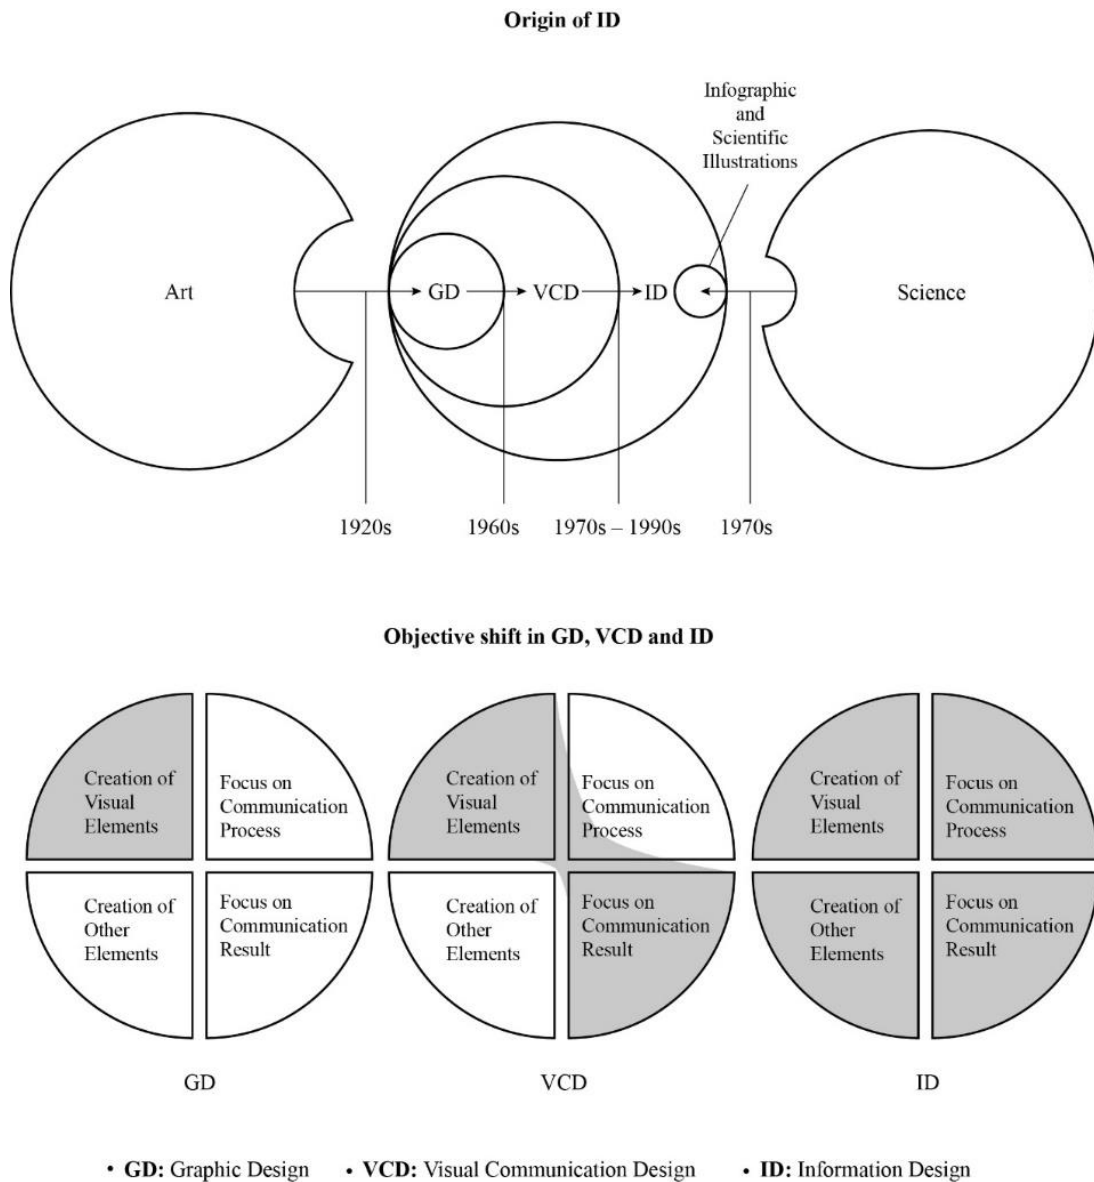 Origin of ID
Infographic
and
Scientific
Illustrations
Art
GD
VCD
ID
Science
1920s
1960s
1970s – 1990s
1970s
Objective shift in GD, VCD and ID
Creation of
Visual
Elements
Focus on
Communication
Process
Creation of
Other
Elements
Focus on
Communication
Result
GD
Creation of
Visual
Elements
Focus on
Communication
Process
Creation of
Other
Elements
Focus on
Communication
Result
VCD
Creation of
Visual
Elements
Focus on
Communication
Process
Creation of
Other
Elements
Focus on
Communication
Result
ID
• GD: Graphic Design • VCD: Visual Communication Design • ID: Information Design